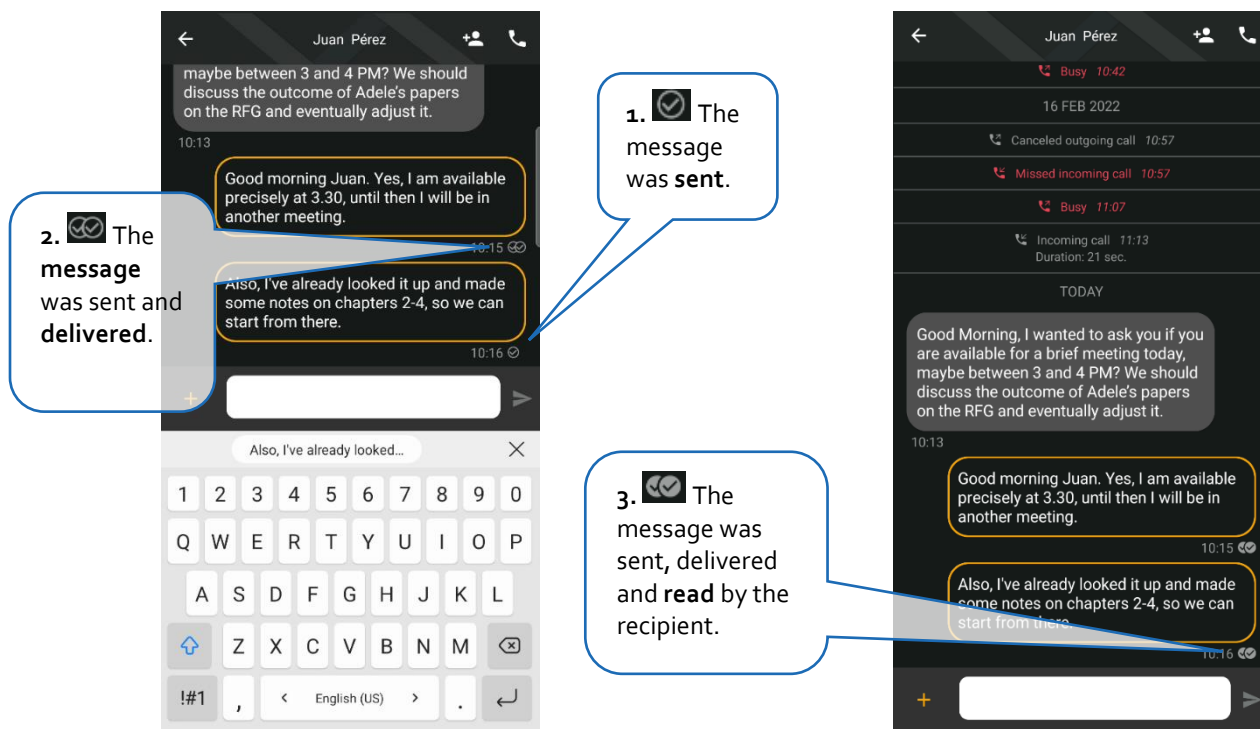 Juan Pérez
maybe between 3 and 4 PM? We should
discuss the outcome of Adele's papers
on the RFG and eventually adjust it.
10:13
Good morning Juan. Yes, I am available
precisely at 3.30, until then I will be in
another meeting.
10:15
Also, I've already looked it up and made
some notes on chapters 2-4, so we can
start from there.
10:16
+
Also, I've already looked...
1 2 3 4 5 6 7 8 9 0
Q W E R T Y U I O P
A S D F G H J K L
Z X C V B N M
!#1 , < English (US) > .
2. The
message
was sent and
delivered.
1. The
message
was sent.
3. The
message was
sent, delivered
and read by the
recipient.
Juan Pérez
Busy 10:42
16 FEB 2022
Canceled outgoing call 10:57
Missed incoming call 10:57
Busy 11:07
Incoming call 11:13
Duration: 21 sec.
TODAY
Good Morning, I wanted to ask you if you
are available for a brief meeting today,
maybe between 3 and 4 PM? We should
discuss the outcome of Adele's papers
on the RFG and eventually adjust it.
10:13
Good morning Juan. Yes, I am available
precisely at 3.30, until then I will be in
another meeting.
10:15
Also, I've already looked it up and made
some notes on chapters 2-4, so we can
start from there.
10:16
+